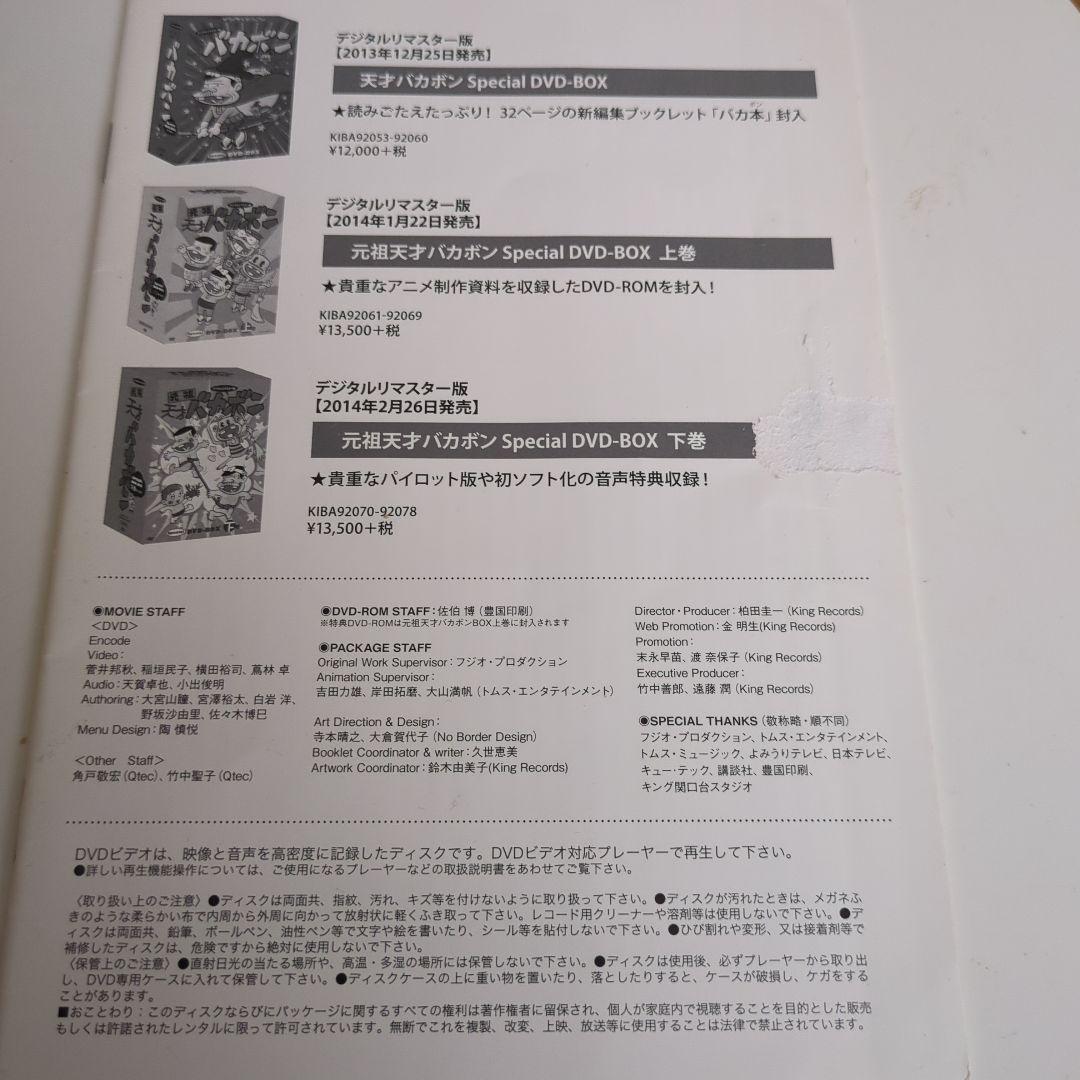 バカボン
デジタルリマスター版
【2013年12月25日発売】
天才バカボン Special DVD-BOX
★読みごたえたっぷり! 32ページの新編集ブックレット「バカ本」封入
ボン
KIBA92053-92060
¥12,000+税
DVD-BOX
元祖
天才バカボン
デジタルリマスター版
【2014年1月22日発売】
元祖天才バカボン Special DVD-BOX 上巻
★貴重なアニメ制作資料を収録したDVD-ROMを封入!
KIBA92061-92069
¥13,500+税
DVD-BOX
元祖
天才バカボン
デジタルリマスター版
【2014年2月26日発売】
元祖天才バカボン Special DVD-BOX 下巻
★貴重なパイロット版や初ソフト化の音声特典収録!
KIBA92070-92078
¥13,500+税
DVD-BOX
◉MOVIE STAFF
<DVD>
Encode
Video:
菅井邦秋、稲垣民子、横田裕司、蔦林 卓
Audio:天賀卓也、小出俊明
Authoring:大宮山瞳、宮澤裕太、白岩 洋、
野坂沙由里、佐々木博巳
Menu Design:陶 慎悦
<Other Staff>
角戸敬宏(Qtec)、竹中聖子(Qtec)
◉DVD-ROM STAFF:佐伯 博(豊国印刷)
※特典DVD-ROMは元祖天才バカボンBOX上巻に封入されます
◉PACKAGE STAFF
Original Work Supervisor:フジオ・プロダクション
Animation Supervisor:
吉田力雄、岸田拓磨、大山満帆(トムス・エンタテインメント)
Art Direction & Design:
寺本晴之、大倉賀代子(No Border Design)
Booklet Coordinator & writer:久世恵美
Artwork Coordinator:鈴木由美子(King Records)
Director・Producer:柏田圭一(King Records)
Web Promotion:金 明生(King Records)
Promotion:
末永早苗、渡 奈保子(King Records)
Executive Producer:
竹中善郎、遠藤 潤(King Records)
◉SPECIAL THANKS(敬称略・順不同)
フジオ・プロダクション、トムス・エンタテインメント、
トムス・ミュージック、よみうりテレビ、日本テレビ、
キュー・テック、講談社、豊国印刷、
キング関口台スタジオ
DVDビデオは、映像と音声を高密度に記録したディスクです。DVDビデオ対応プレーヤーで再生して下さい。
●詳しい再生機能操作については、ご使用になるプレーヤーなどの取扱説明書をあわせてご覧下さい。
〈取り扱い上のご注意〉●ディスクは両面共、指紋、汚れ、キズ等を付けないように取り扱って下さい。●ディスクが汚れたときは、メガネふ
きのような柔らかい布で内周から外周に向かって放射状に軽くふき取って下さい。レコード用クリーナーや溶剤等は使用しないで下さい。●デ
ィスクは両面共、鉛筆、ボールペン、油性ペン等で文字や絵を書いたり、シール等を貼付しないで下さい。●ひび割れや変形、又は接着剤等で
補修したディスクは、危険ですから絶対に使用しないで下さい。
〈保管上のご注意〉●直射日光の当たる場所や、高温・多湿の場所には保管しないで下さい。●ディスクは使用後、必ずプレーヤーから取り出
し、DVD専用ケースに入れて保管して下さい。●ディスクケースの上に重い物を置いたり、落としたりすると、ケースが破損し、ケガをする
ことがあります。
■おことわり:このディスクならびにパッケージに関するすべての権利は著作権者に留保され、個人が家庭内で視聴することを目的とした販売
もしくは許諾されたレンタルに限って許可されています。無断でこれを複製、改変、上映、放送等に使用することは法律で禁止されています。